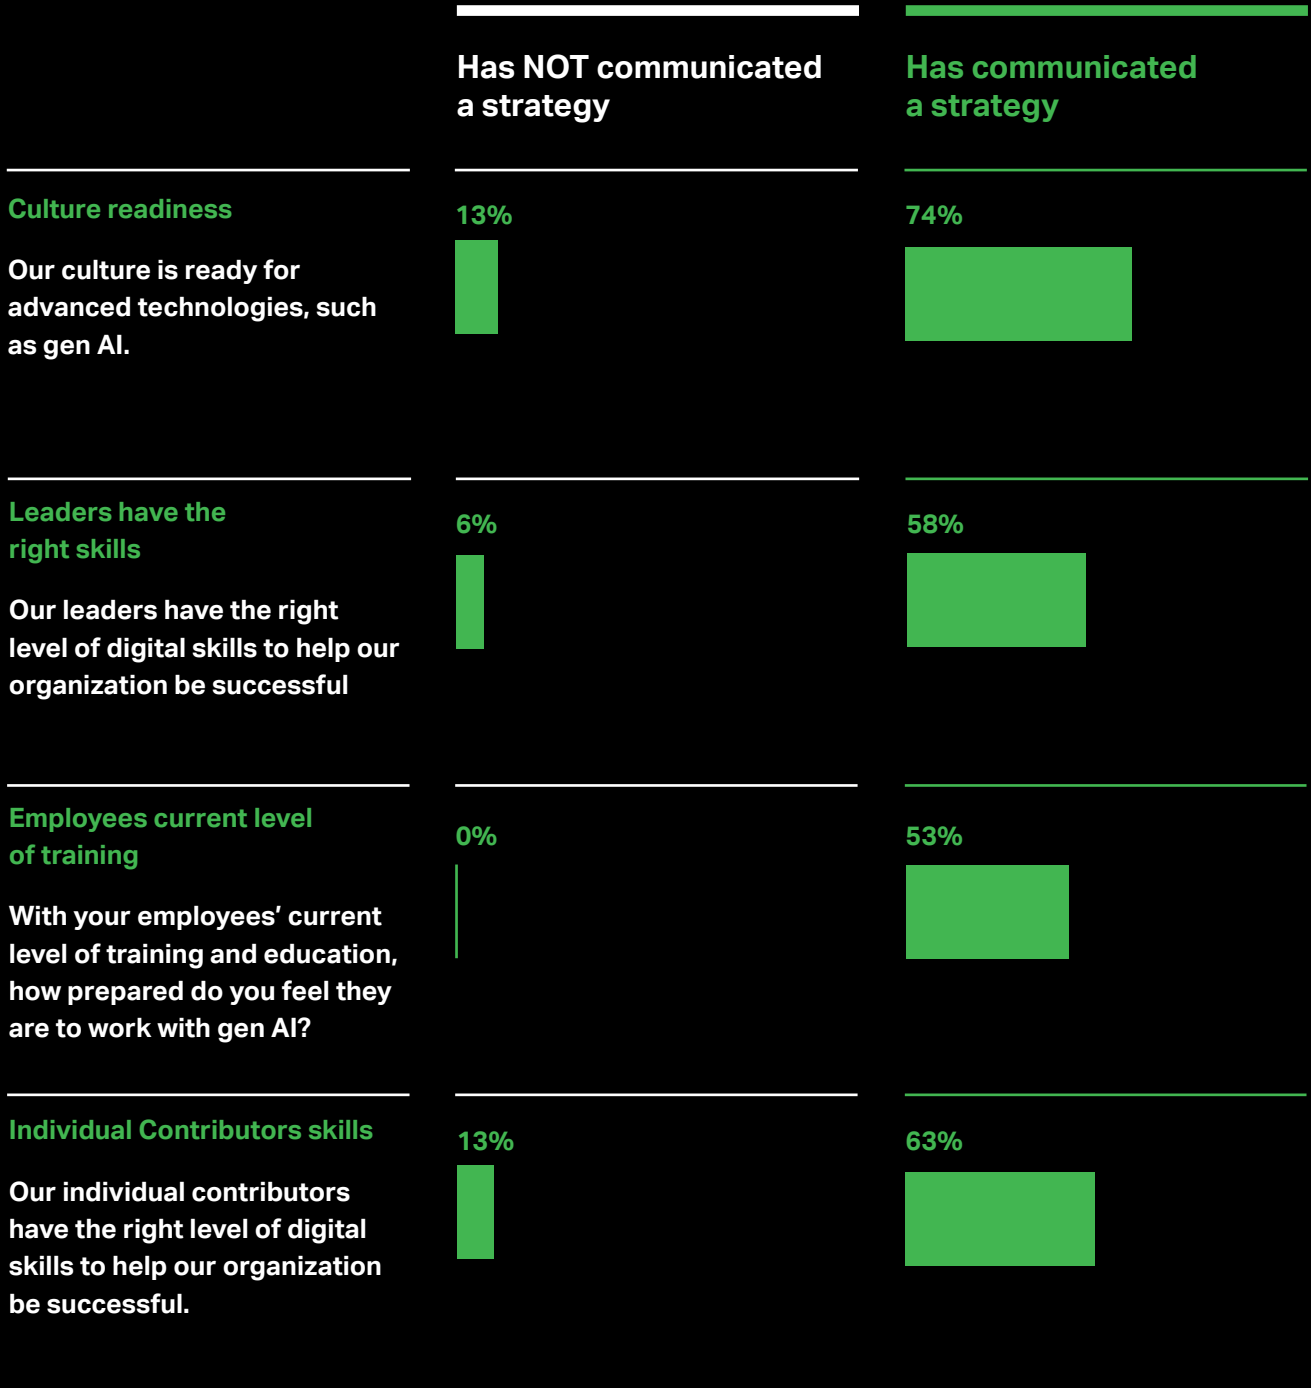 Has NOT communicated
a strategy
Has communicated
a strategy
Culture readiness
Our culture is ready for
advanced technologies, such
as gen AI.
13%
74%
Leaders have the
right skills
Our leaders have the right
level of digital skills to help our
organization be successful
6%
58%
Employees current level
of training
With your employees’ current
level of training and education,
how prepared do you feel they
are to work with gen AI?
0%
53%
Individual Contributors skills
Our individual contributors
have the right level of digital
skills to help our organization
be successful.
13%
63%